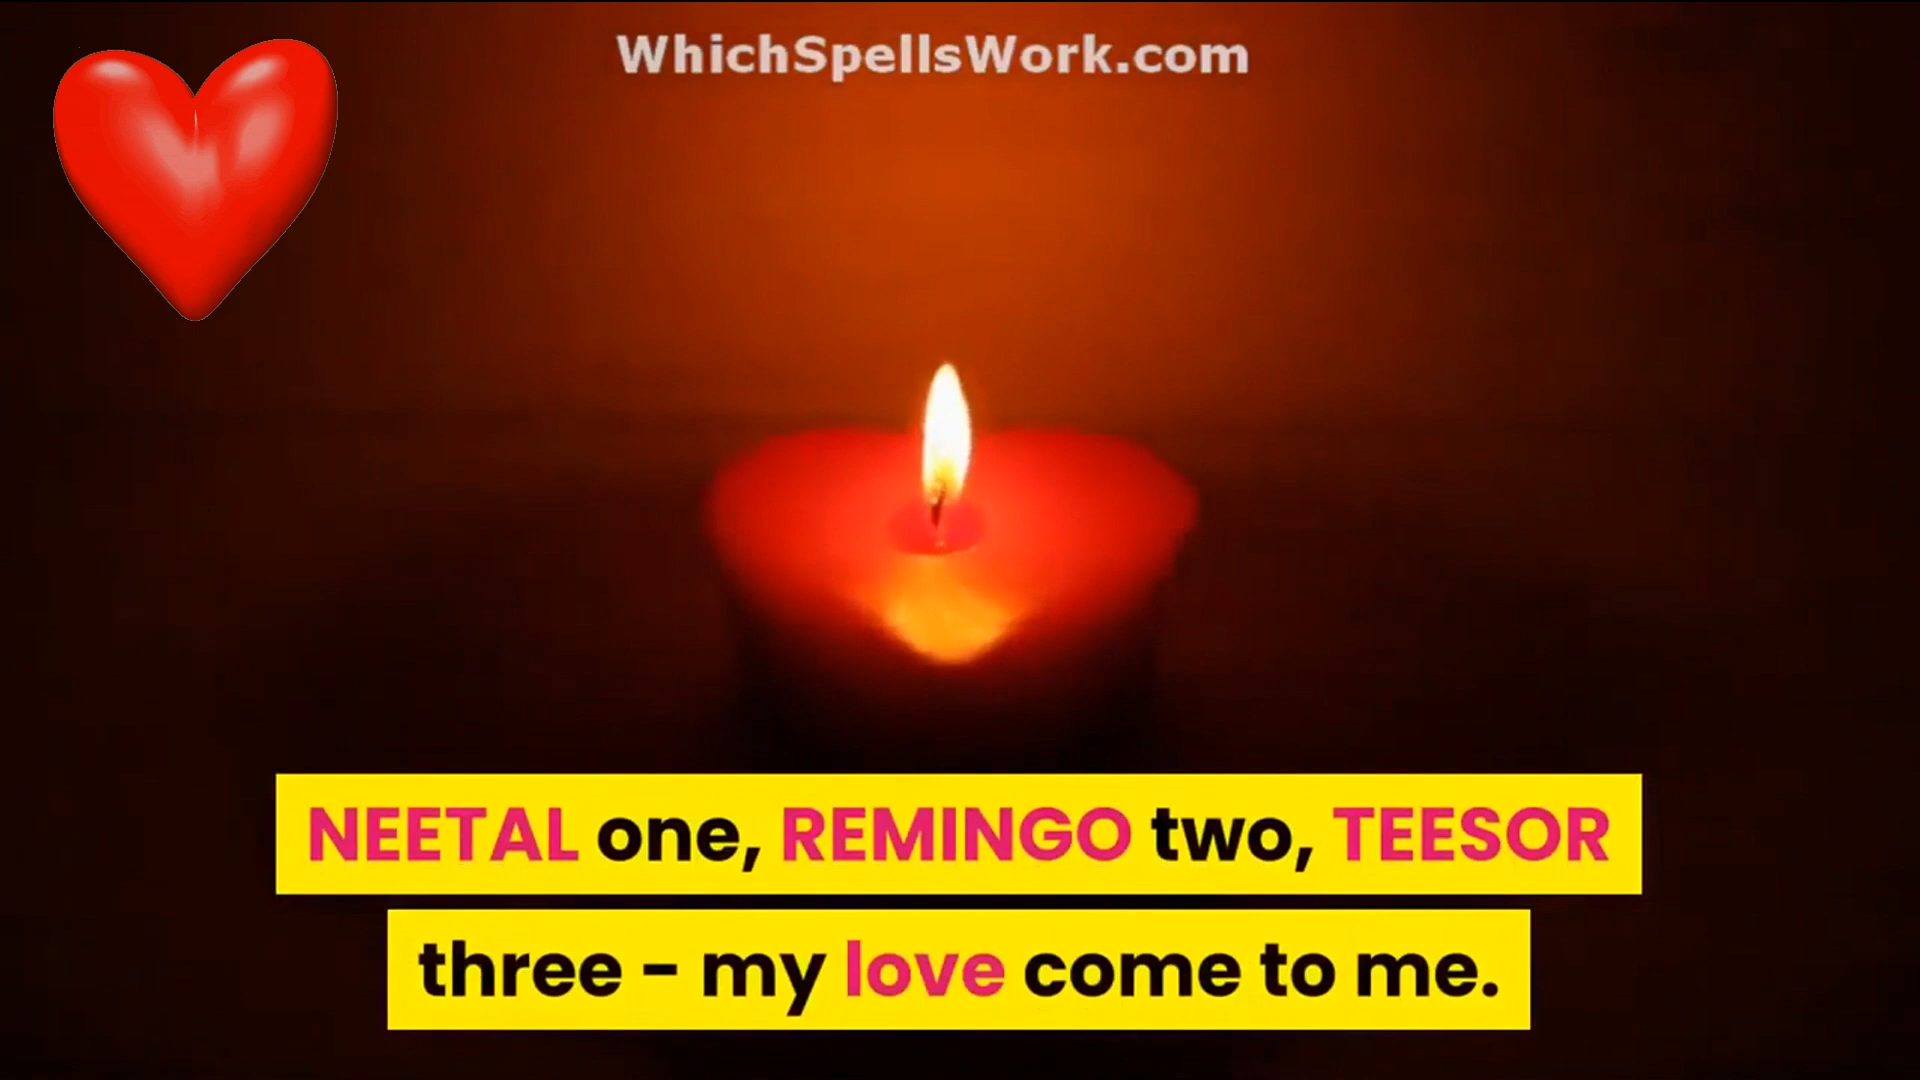 WhichSpellsWork.com
NEETAL one, REMINGO two, TEESOR
three - my love come to me.